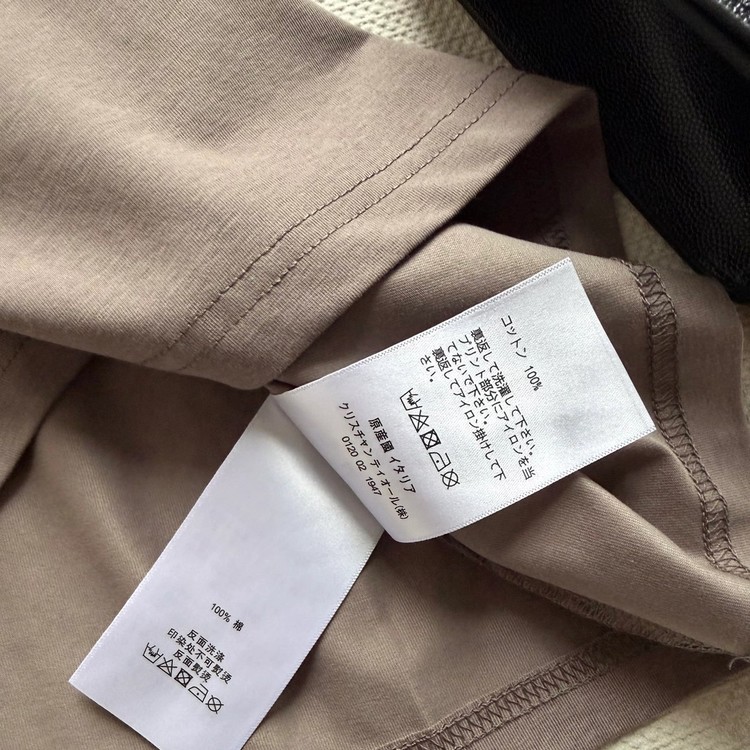 コットン 100%
裏返して洗濯して下さい。
プリント部分にアイロンを当
てないで下さい。
裏返してアイロン掛けして下
さい。
原産國 イタリア
クリスチャンディオール(株)
0120 02 1947
100% 棉
反面洗涤
印染处不可熨烫
反面熨烫